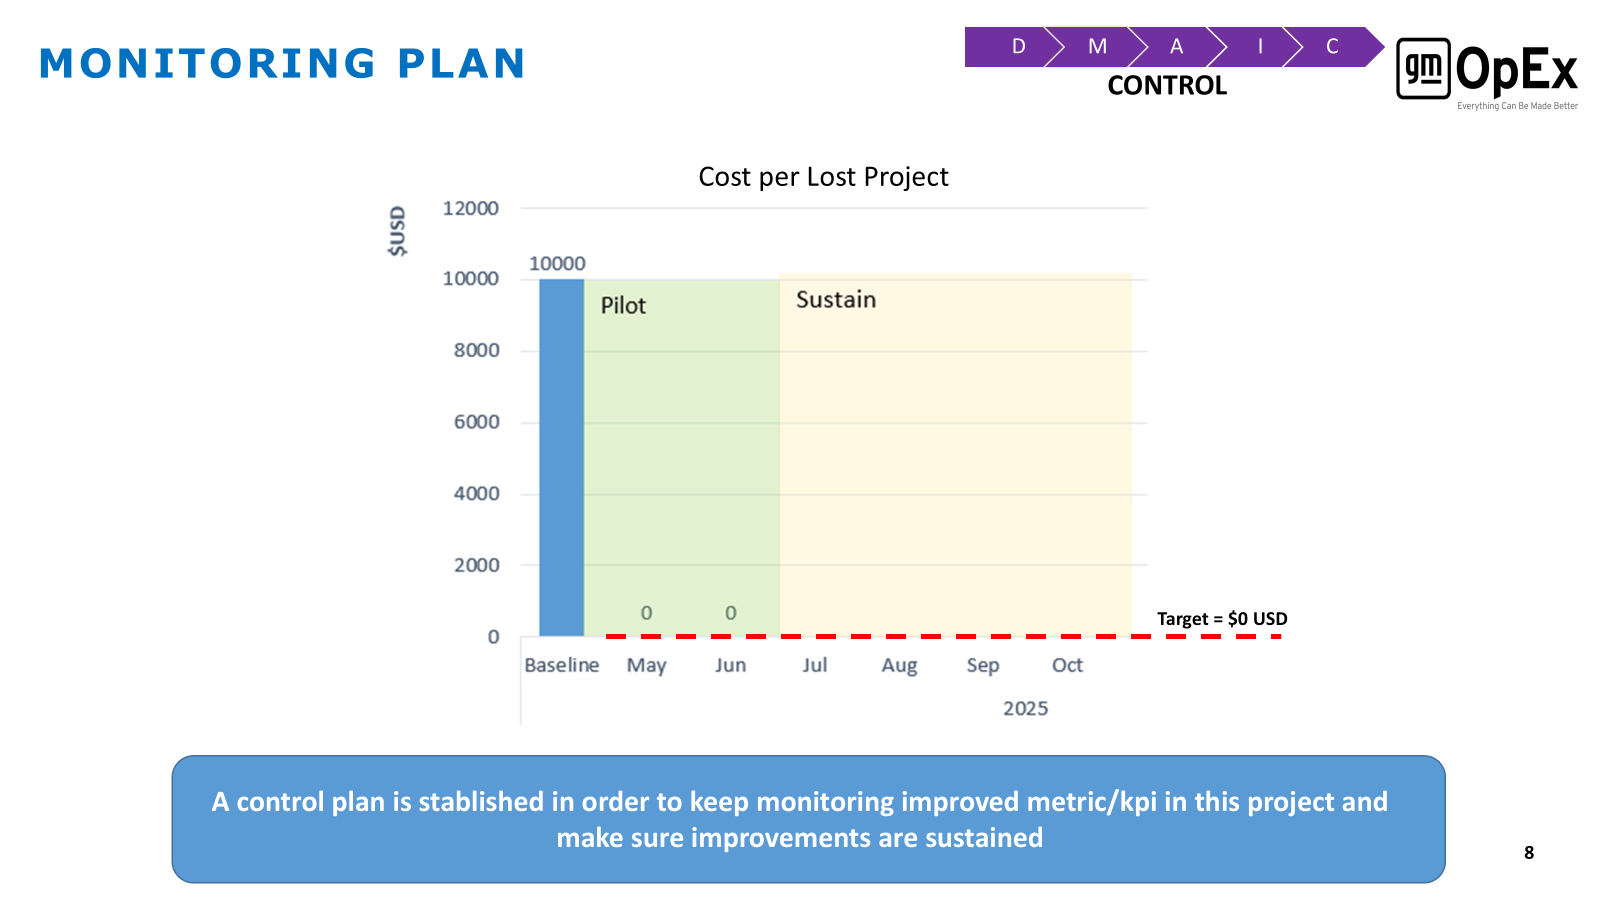 MONITORING PLAN
D M A I C
CONTROL
gm OpEx
Everything Can Be Made Better
Cost per Lost Project
$USD
12000
10000
10000
8000
6000
4000
2000
0
Pilot
Sustain
0 0
Target = $0 USD
Baseline May Jun Jul Aug Sep Oct
2025
A control plan is stablished in order to keep monitoring improved metric/kpi in this project and
make sure improvements are sustained
8